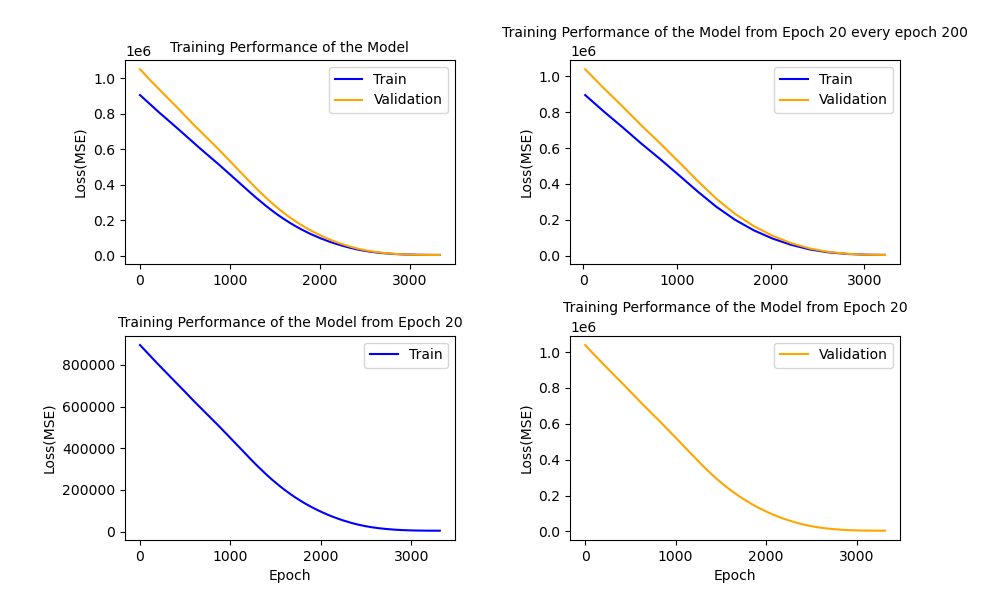 Training Performance of the Model
1e6
Loss(MSE)
1.0
0.8
0.6
0.4
0.2
0.0
0 1000 2000 3000
Train
Validation
Training Performance of the Model from Epoch 20 every epoch 200
1e6
Loss(MSE)
1.0
0.8
0.6
0.4
0.2
0.0
0 1000 2000 3000
Train
Validation
Training Performance of the Model from Epoch 20
Loss(MSE)
800000
600000
400000
200000
0
0 1000 2000 3000
Epoch
Train
Training Performance of the Model from Epoch 20
1e6
Loss(MSE)
1.0
0.8
0.6
0.4
0.2
0.0
0 1000 2000 3000
Epoch
Validation